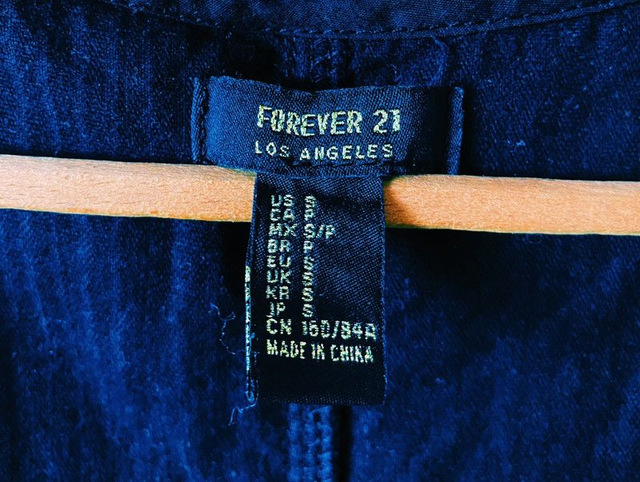 FOREVER 21
LOS ANGELES
US S
CA P
MX S/P
BR P
EU S
UK S
KR S
JP S
CN 160/84A
MADE IN CHINA